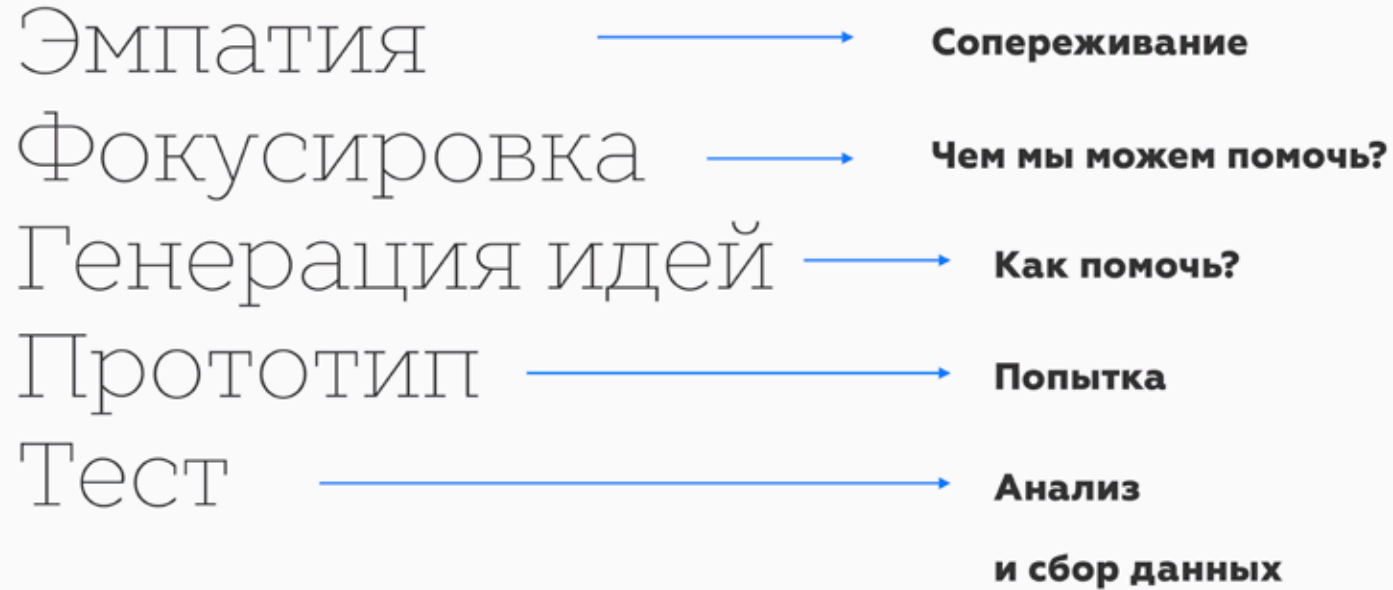 Эмпатия
Сопереживание
Фокусировка
Чем мы можем помочь?
Генерация идей
Как помочь?
Прототип
Попытка
Тест
Анализ
и сбор данных